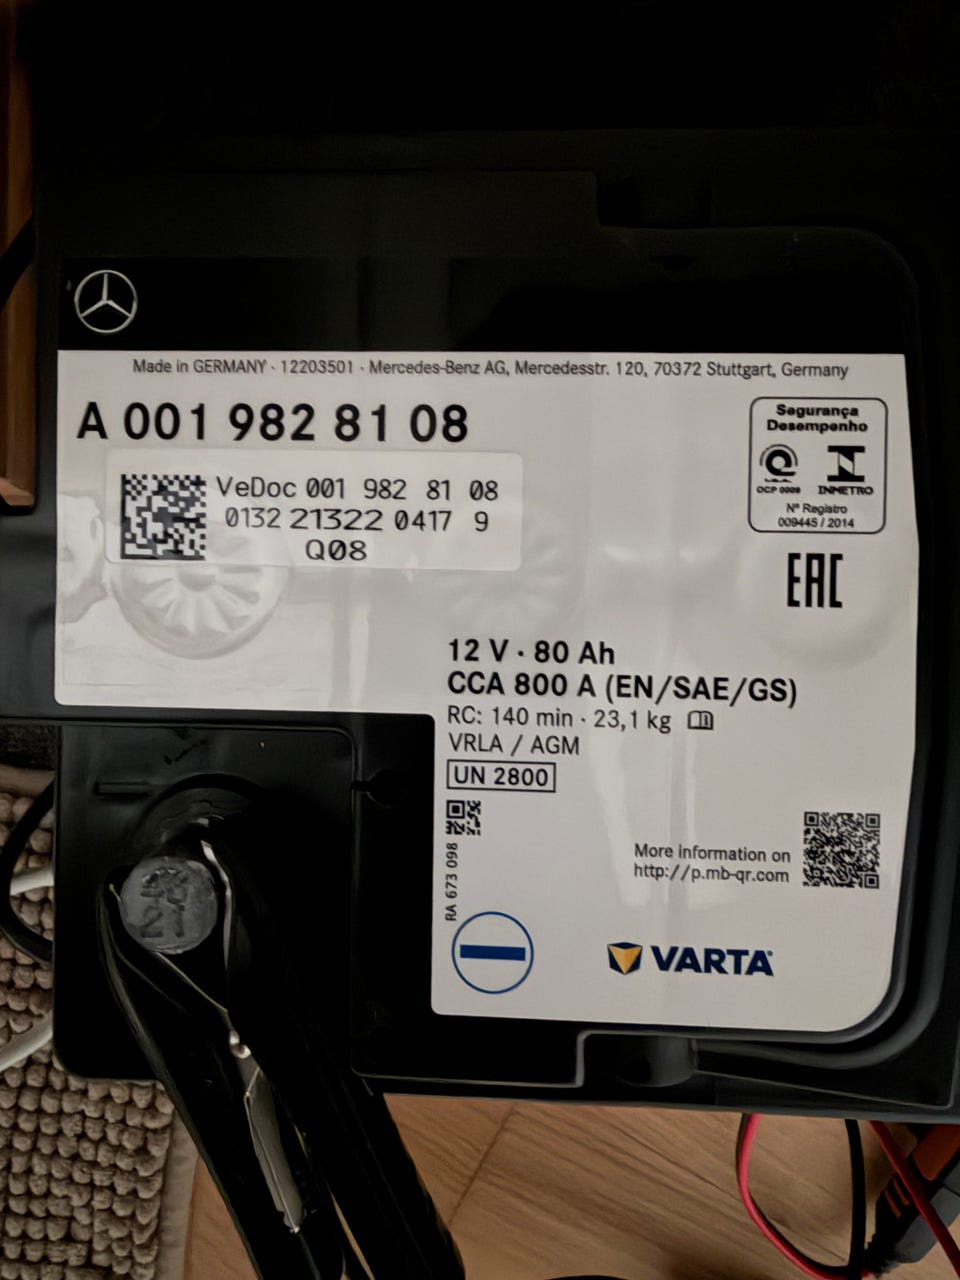 Made in GERMANY · 12203501 · Mercedes-Benz AG, Mercedesstr. 120, 70372 Stuttgart, Germany
A 001 982 81 08
VeDoc 001 982 81 08
0132 21322 0417 9
Q08
Segurança
Desempenho
OCP 0009 INMETRO
Nº Registro
009445 / 2014
EAC
12 V · 80 Ah
CCA 800 A (EN/SAE/GS)
RC: 140 min · 23,1 kg
VRLA / AGM
UN 2800
RA 673 098
More information on
http://p.mb-qr.com
VARTA